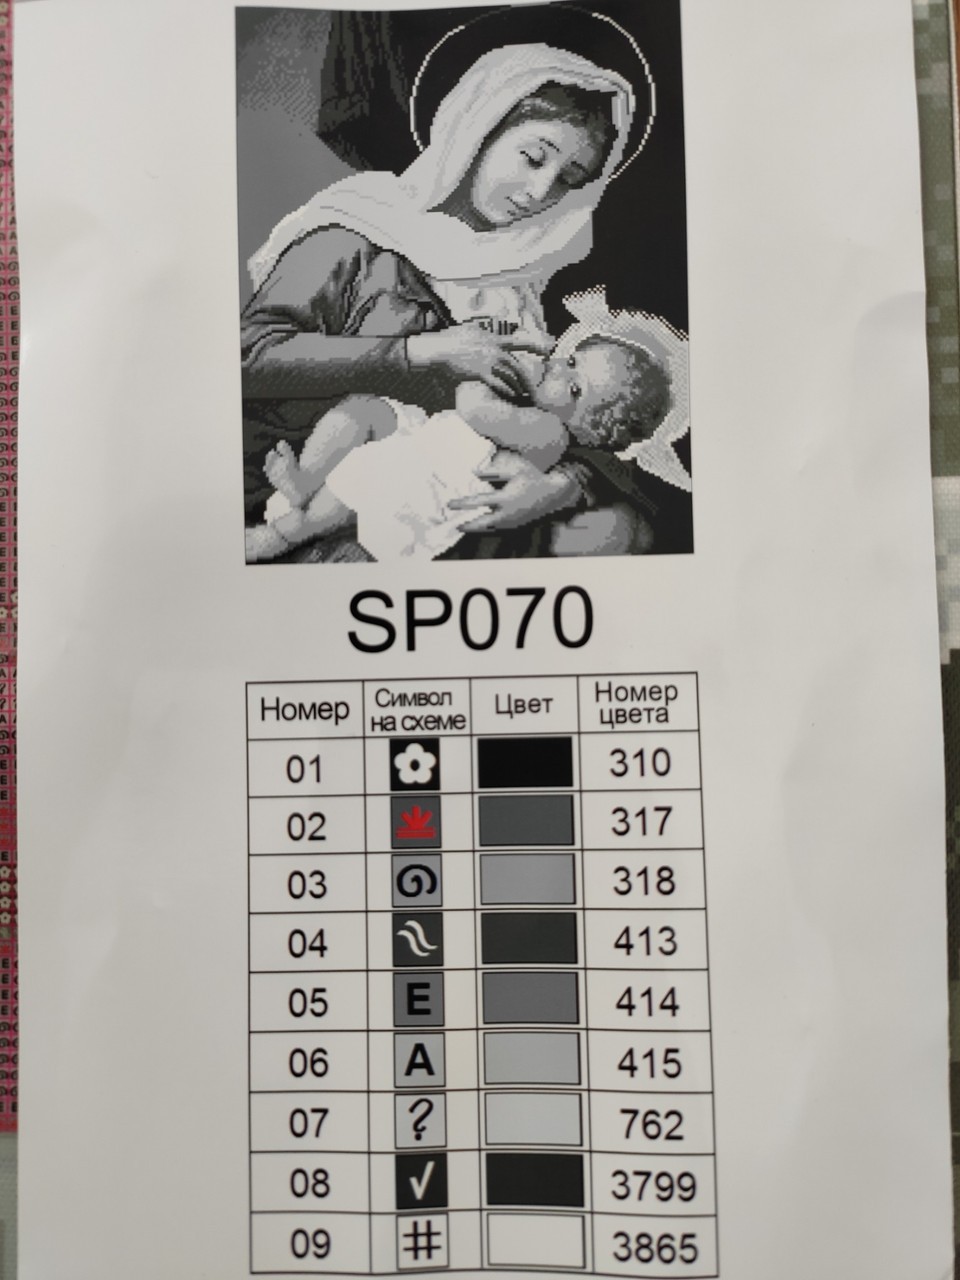 SP070
Номер Символ на схеме Цвет Номер цвета
01 310
02 317
03 318
04 413
05 E 414
06 A 415
07 ? 762
08 √ 3799
09 # 3865